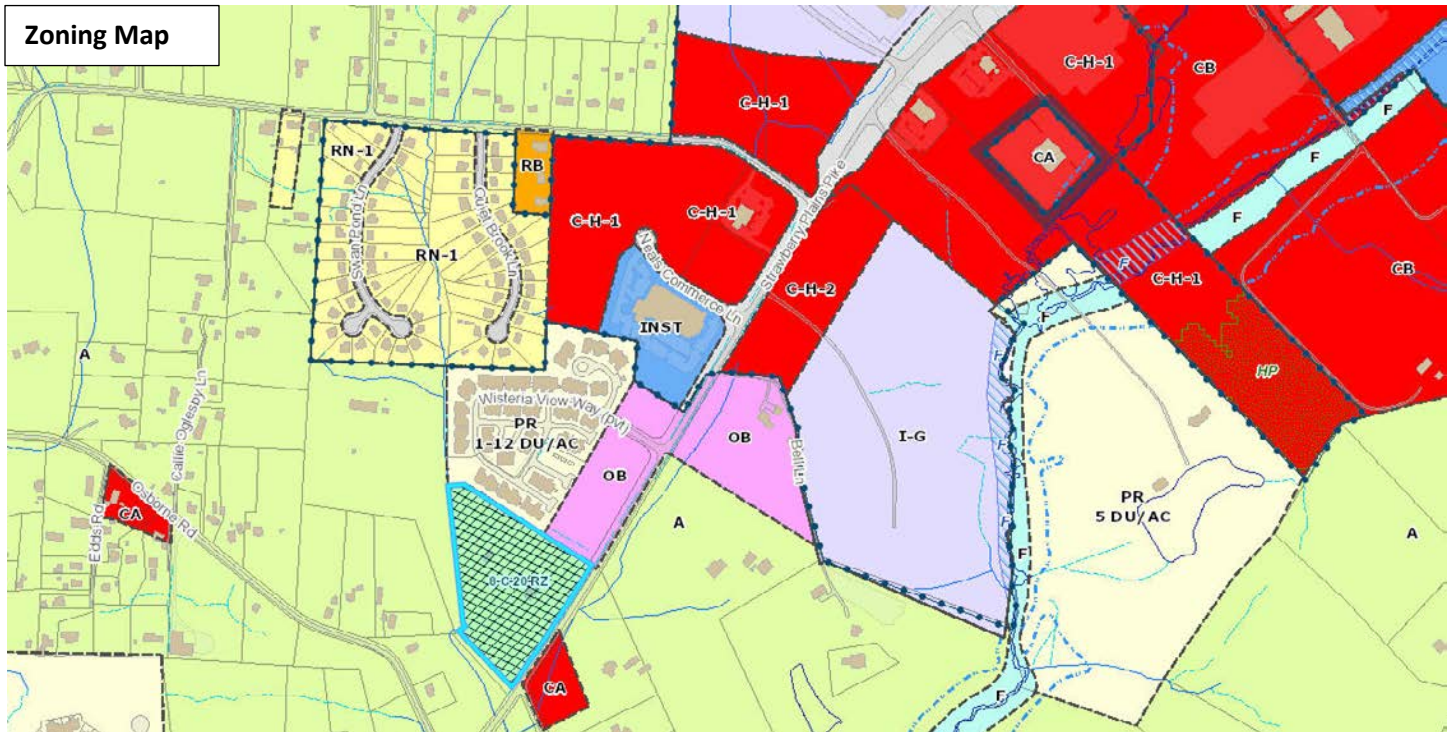 Zoning Map
C-H-1
CB
C-H-1
F
F
RN-1
RB
CA
F
Swan Pond Ln
Quiet Brook Ln
C-H-1
C-H-1
Strawberry Plains Pike
F
RN-1
Neals Commerce Ln
F
C-H-1
CB
C-H-2
INST
F
A
Callie Oglesby Ln
F
HP
Wisteria View Way (pvt)
PR
1-12 DU/AC
OB
Bell Ln
I-G
F
OB
PR
5 DU/AC
CA
Osborne Rd
Edds Rd
A
F
A
8-C-20-RZ
F
CA
F